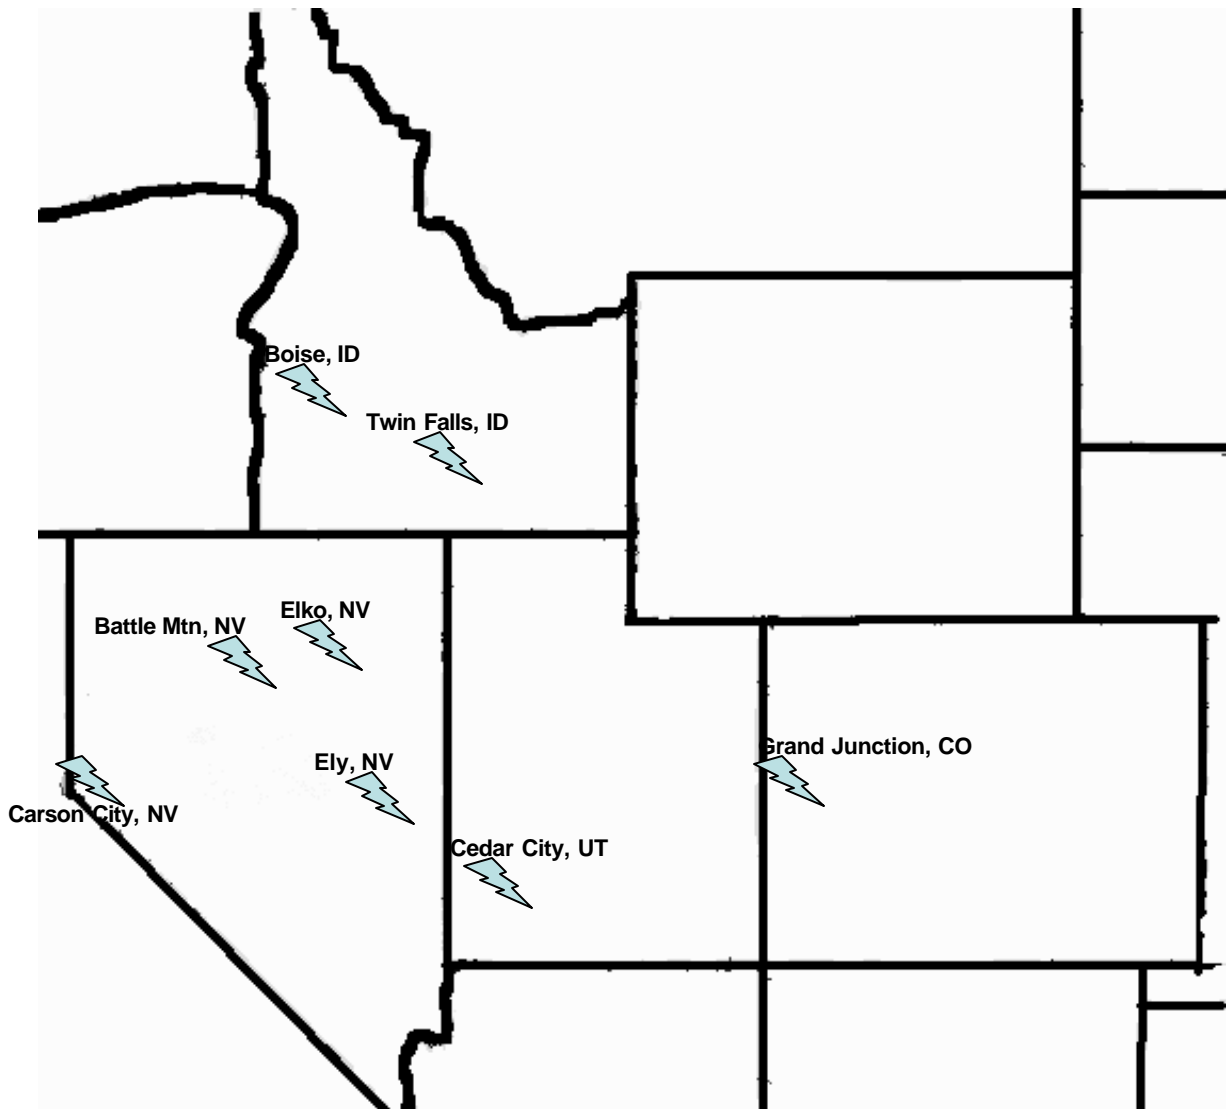 Boise, ID
Twin Falls, ID
Elko, NV
Battle Mtn, NV
Grand Junction, CO
Ely, NV
Carson City, NV
Cedar City, UT